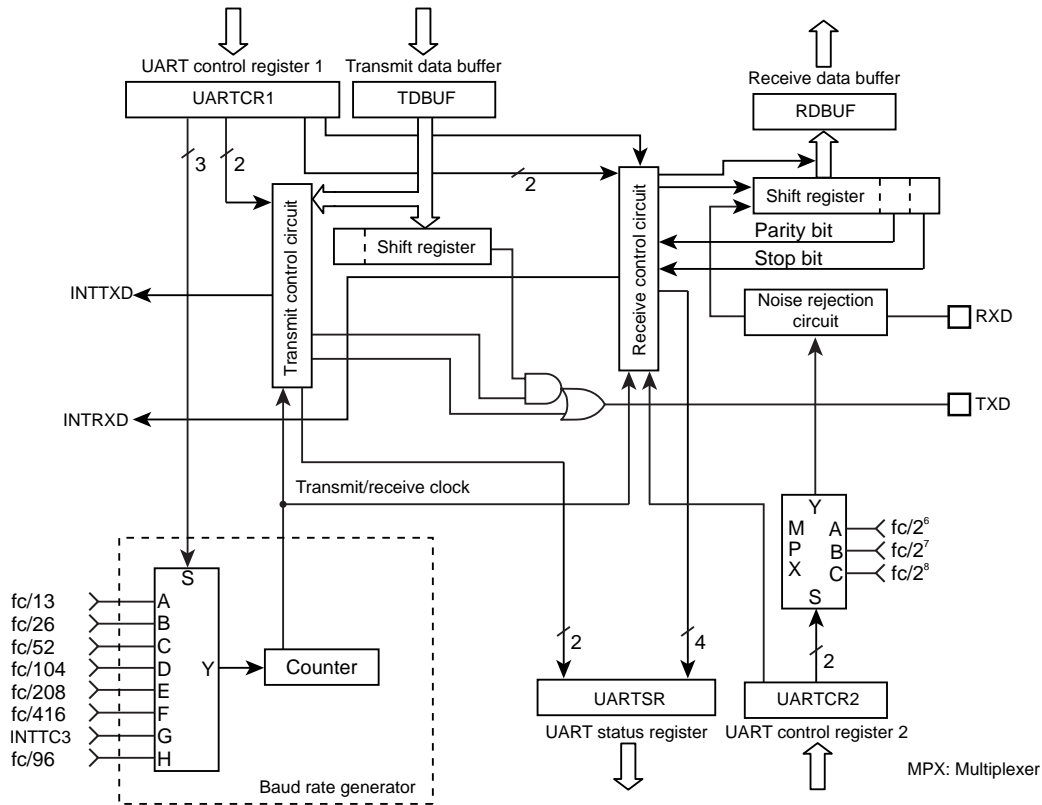 UART control register 1
Transmit data buffer
Receive data buffer
UARTCR1
TDBUF
RDBUF
3
2
2
Transmit control circuit
Shift register
Receive control circuit
Shift register
Parity bit
Stop bit
INTTXD
Noise rejection
circuit
RXD
INTRXD
TXD
Transmit/receive clock
Y
M
P
X
A
B
C
S
fc/2⁶
fc/2⁷
fc/2⁸
S
fc/13
A
fc/26
B
fc/52
C
fc/104
D
fc/208
E
fc/416
F
INTTC3
G
fc/96
H
Y
Counter
2
4
2
UARTSR
UARTCR2
UART status register
UART control register 2
Baud rate generator
MPX: Multiplexer